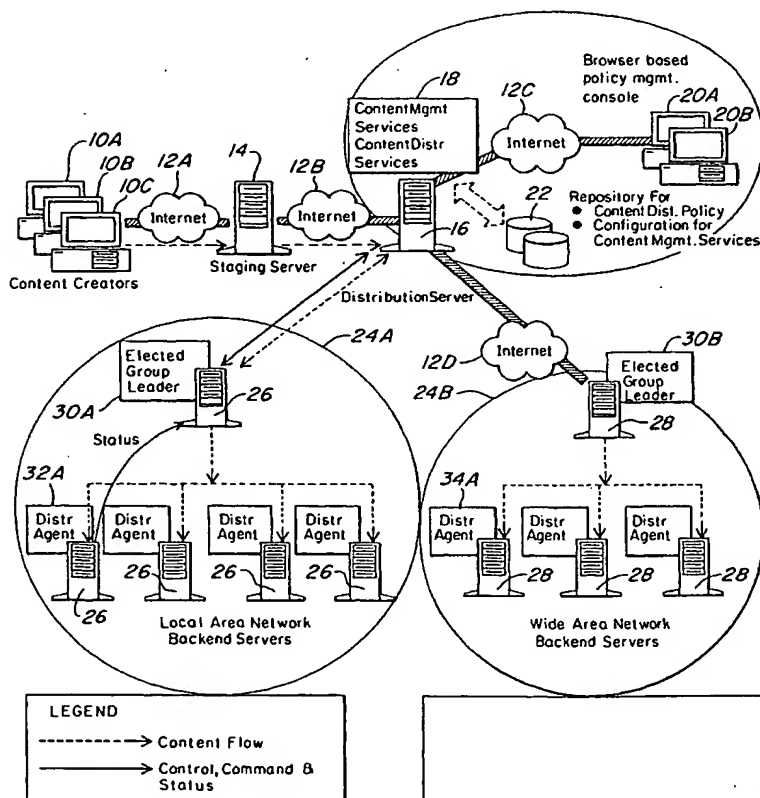 10A
10B
10C
12A
Internet
14
12B
Internet
Content Creators
Staging Server
18
ContentMgmt
Services
ContentDistr
Services
12C
Internet
Browser based
policy mgmt.
console
20A
20B
16
22
Repository For
● Content Dist. Policy
● Configuration for
Content Mgmt. Services
DistributionServer
24A
Elected
Group
Leader
30A
26
Status
32A
Distr
Agent
Distr
Agent
Distr
Agent
Distr
Agent
26
26
26
26
Local Area Network
Backend Servers
12D
Internet
30B
Elected
Group
Leader
24B
28
34A
Distr
Agent
Distr
Agent
Distr
Agent
28
28
28
Wide Area Network
Backend Servers
LEGEND
Content Flow
Control, Command &
Status